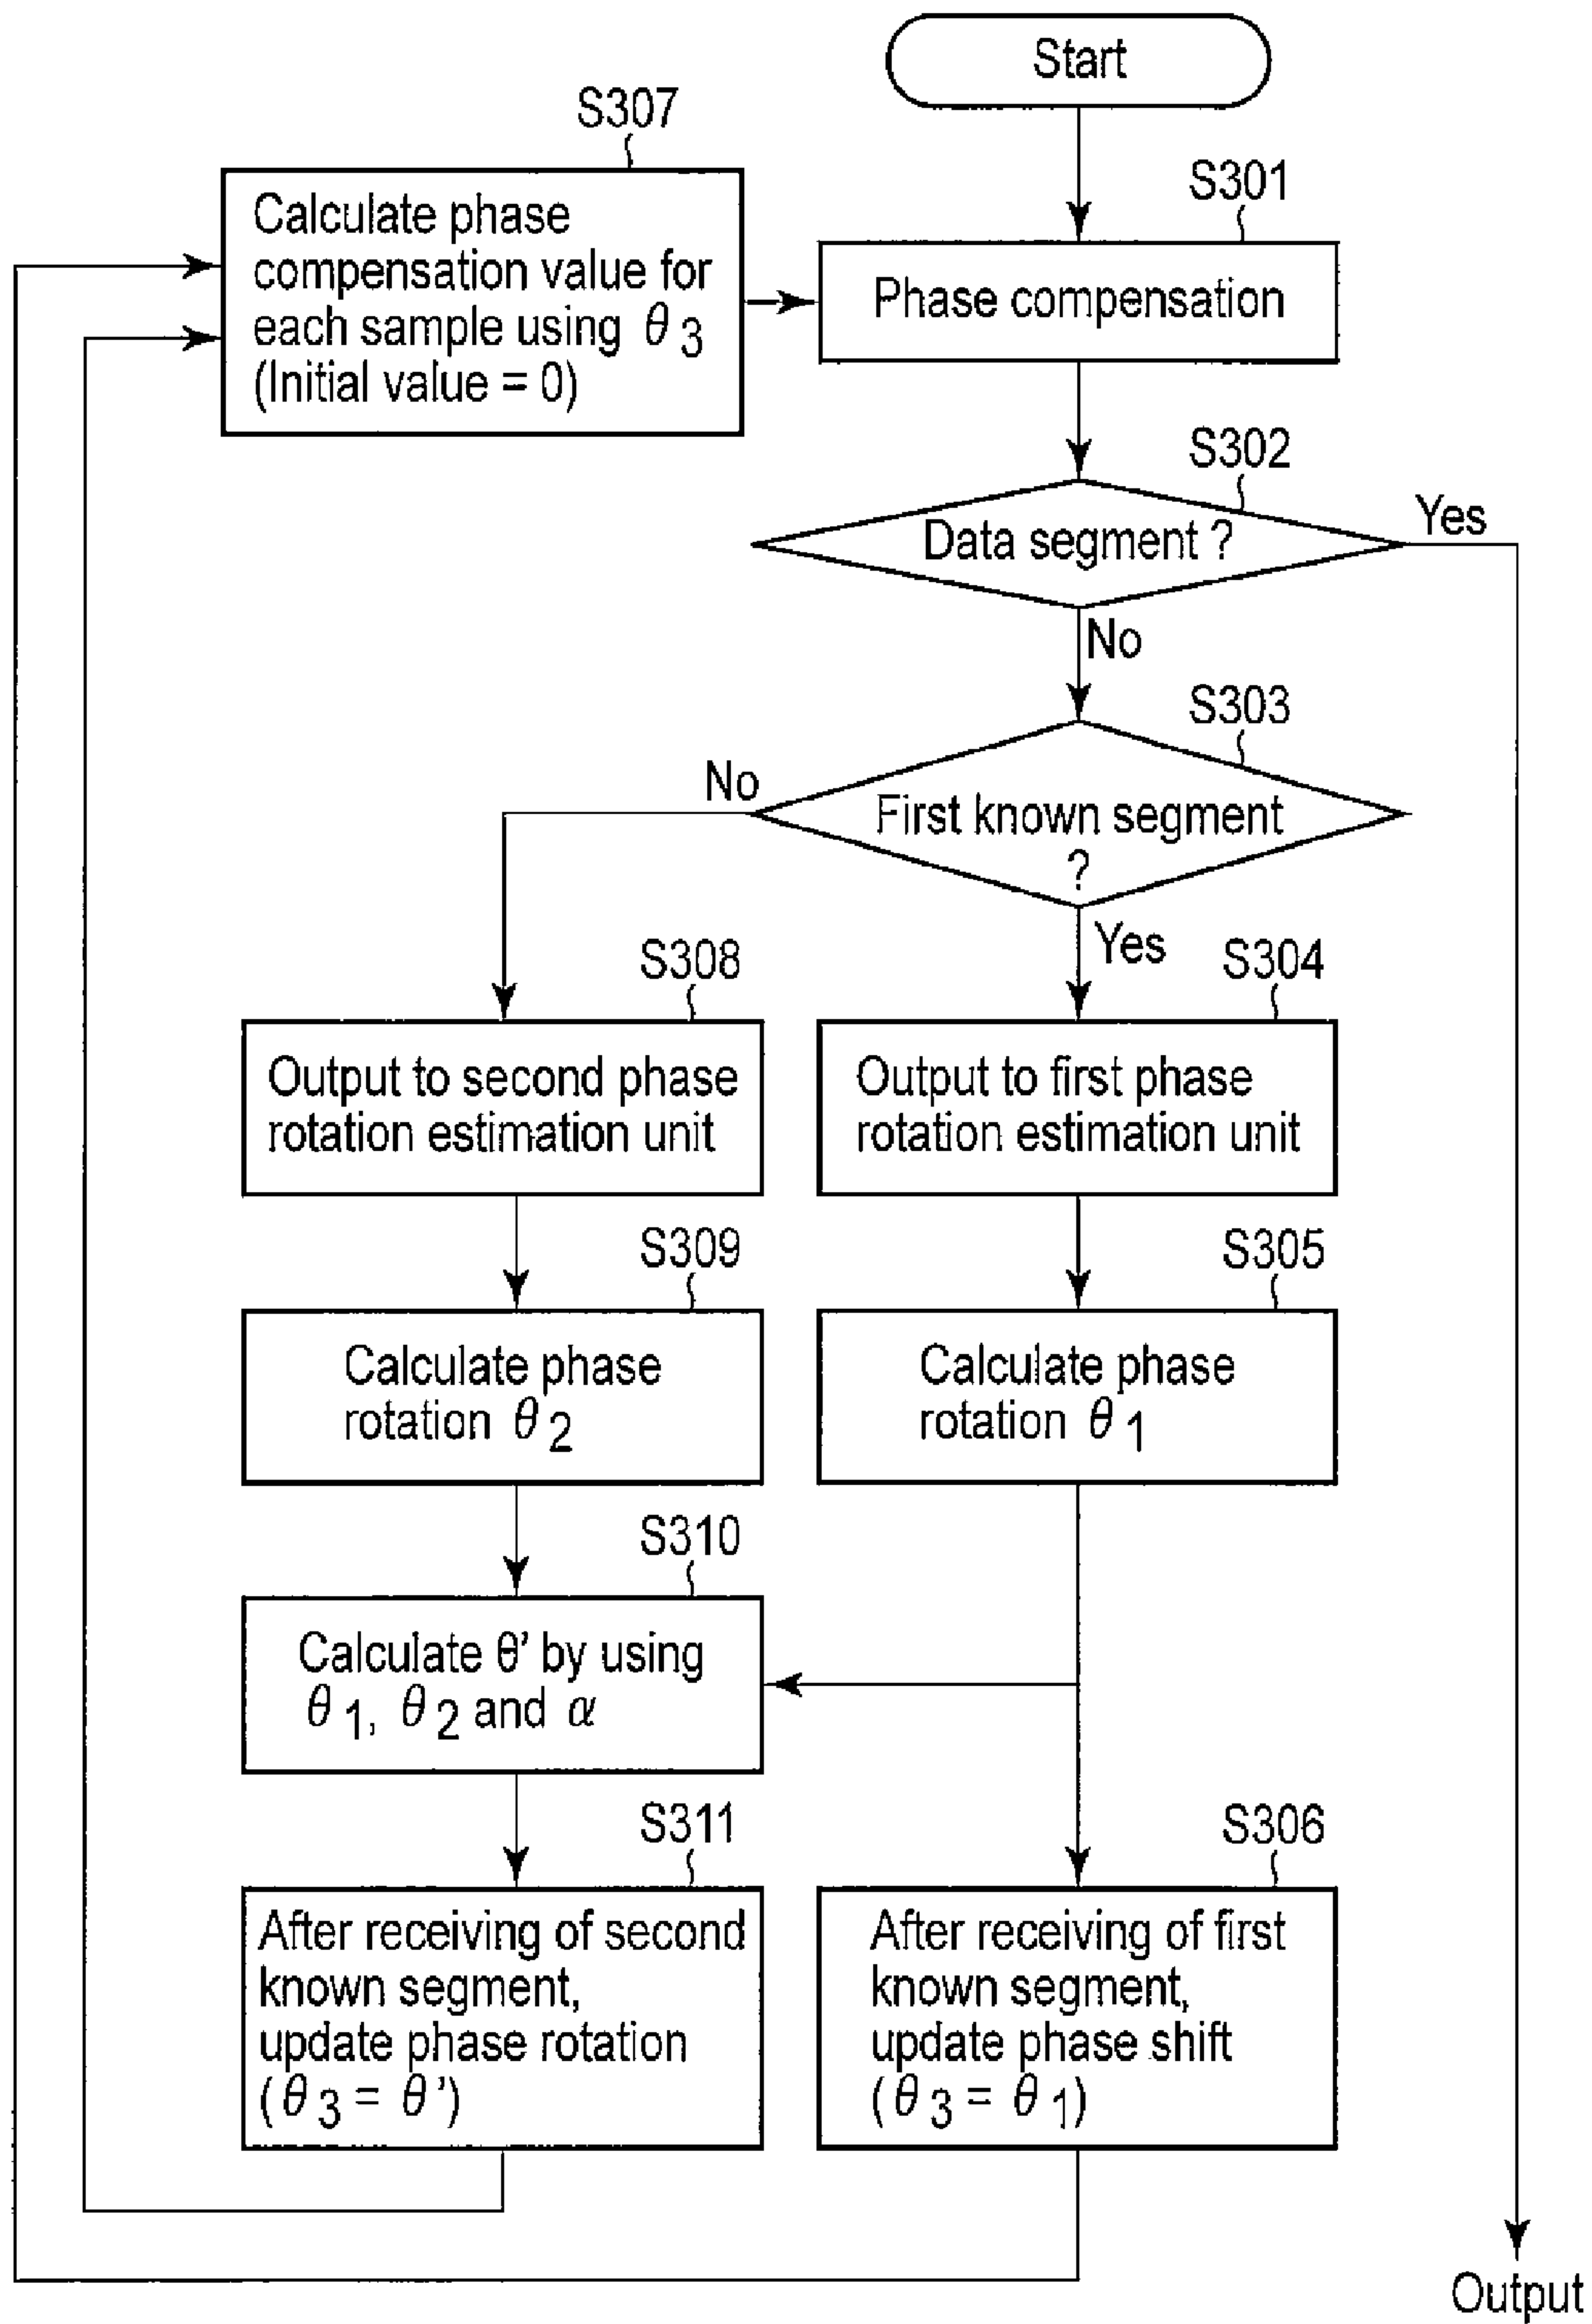 Start
S307
Calculate phase
compensation value for
each sample using θ3
(Initial value = 0)
S301
Phase compensation
S302
Data segment ?
Yes
No
S303
First known segment
?
No
Yes
S308
Output to second phase
rotation estimation unit
S304
Output to first phase
rotation estimation unit
S309
Calculate phase
rotation θ2
S305
Calculate phase
rotation θ1
S310
Calculate θ' by using
θ1, θ2 and α
S311
After receiving of second
known segment,
update phase rotation
(θ3 = θ')
S306
After receiving of first
known segment,
update phase shift
(θ3 = θ1)
Output